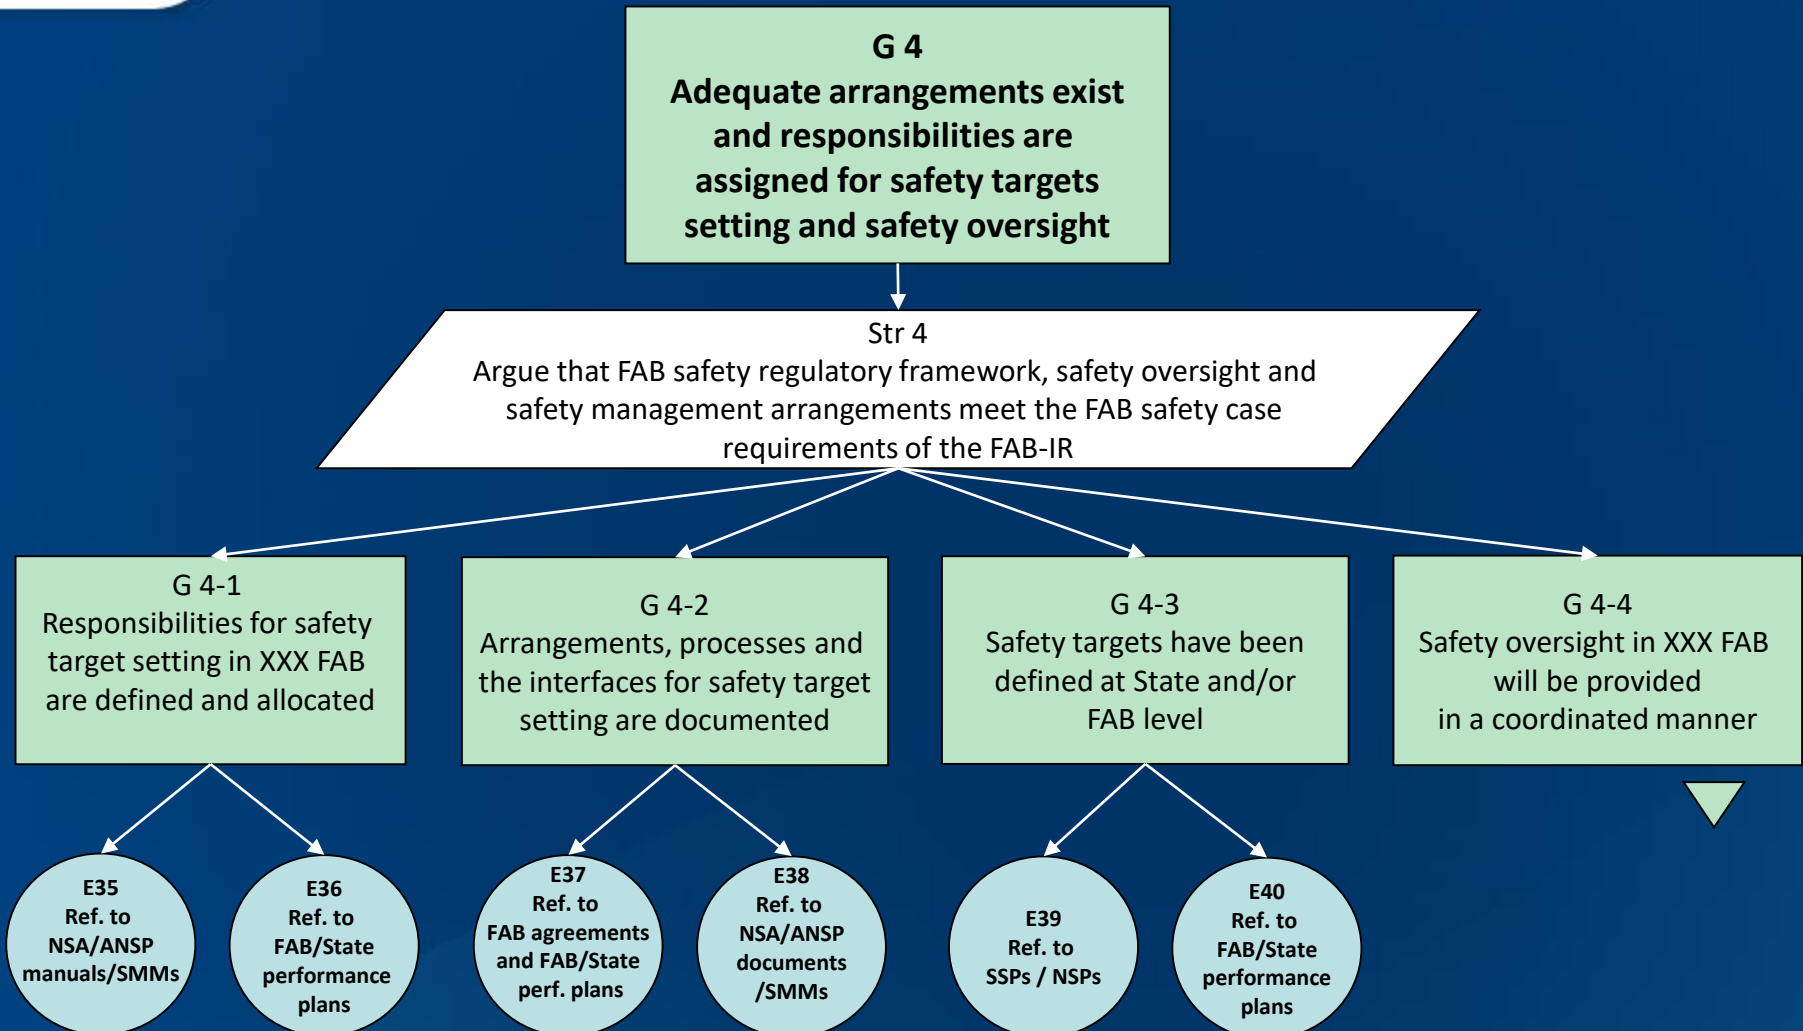 G 4
Adequate arrangements exist
and responsibilities are
assigned for safety targets
setting and safety oversight
Str 4
Argue that FAB safety regulatory framework, safety oversight and
safety management arrangements meet the FAB safety case
requirements of the FAB-IR
G 4-1
Responsibilities for safety
target setting in XXX FAB
are defined and allocated
G 4-2
Arrangements, processes and
the interfaces for safety target
setting are documented
G 4-3
Safety targets have been
defined at State and/or
FAB level
G 4-4
Safety oversight in XXX FAB
will be provided
in a coordinated manner
E35
Ref. to
NSA/ANSP
manuals/SMMs
E36
Ref. to
FAB/State
performance
plans
E37
Ref. to
FAB agreements
and FAB/State
perf. plans
E38
Ref. to
NSA/ANSP
documents
/SMMs
E39
Ref. to
SSPs / NSPs
E40
Ref. to
FAB/State
performance
plans